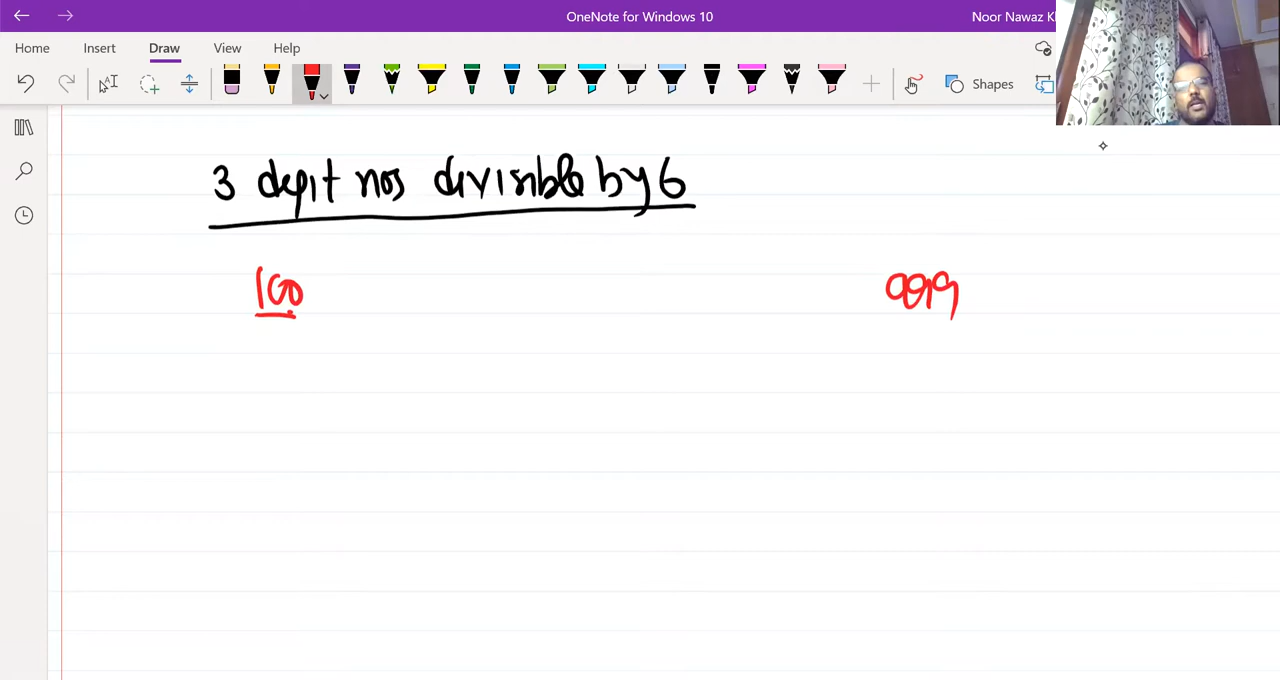 OneNote for Windows 10
Noor Nawaz Kh
Home Insert Draw View Help
Shapes
3 digit nos divisible by 6
100 999